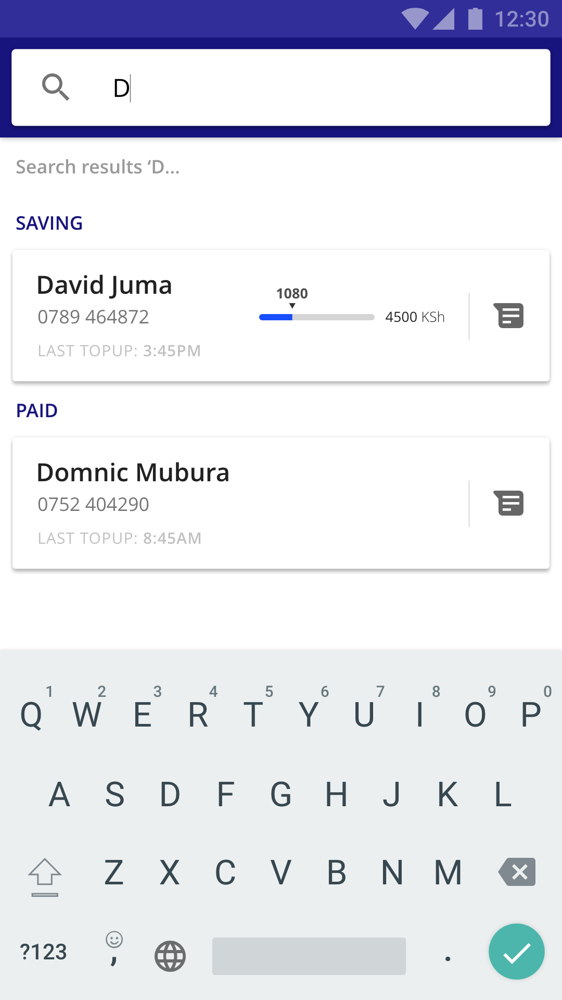 12:30
D
Search results ‘D...
SAVING
David Juma
0789 464872
LAST TOPUP: 3:45PM
1080
4500 KSh
PAID
Domnic Mubura
0752 404290
LAST TOPUP: 8:45AM
1 2 3 4 5 6 7 8 9 0
Q W E R T Y U I O P
A S D F G H J K L
Z X C V B N M
?123 , .